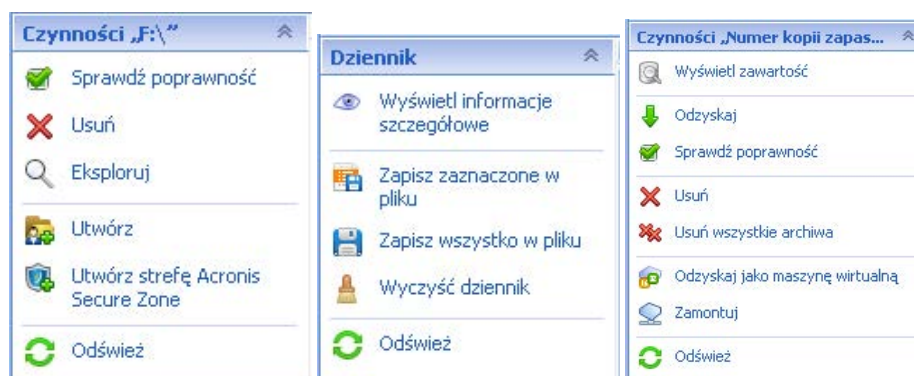 Czynności „F:\”
Sprawdź poprawność
Usuń
Eksploruj
Utwórz
Utwórz strefę Acronis
Secure Zone
Odśwież
Dziennik
Wyświetl informacje
szczegółowe
Zapisz zaznaczone w
pliku
Zapisz wszystko w pliku
Wyczyść dziennik
Odśwież
Czynności „Numer kopii zapas...
Wyświetl zawartość
Odzyskaj
Sprawdź poprawność
Usuń
Usuń wszystkie archiwa
Odzyskaj jako maszynę wirtualną
Zamontuj
Odśwież